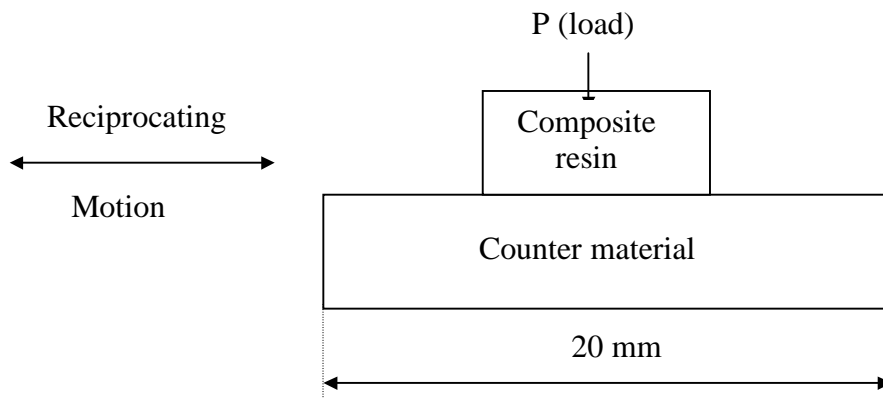 P (load)
Reciprocating
Motion
Composite
resin
Counter material
20 mm